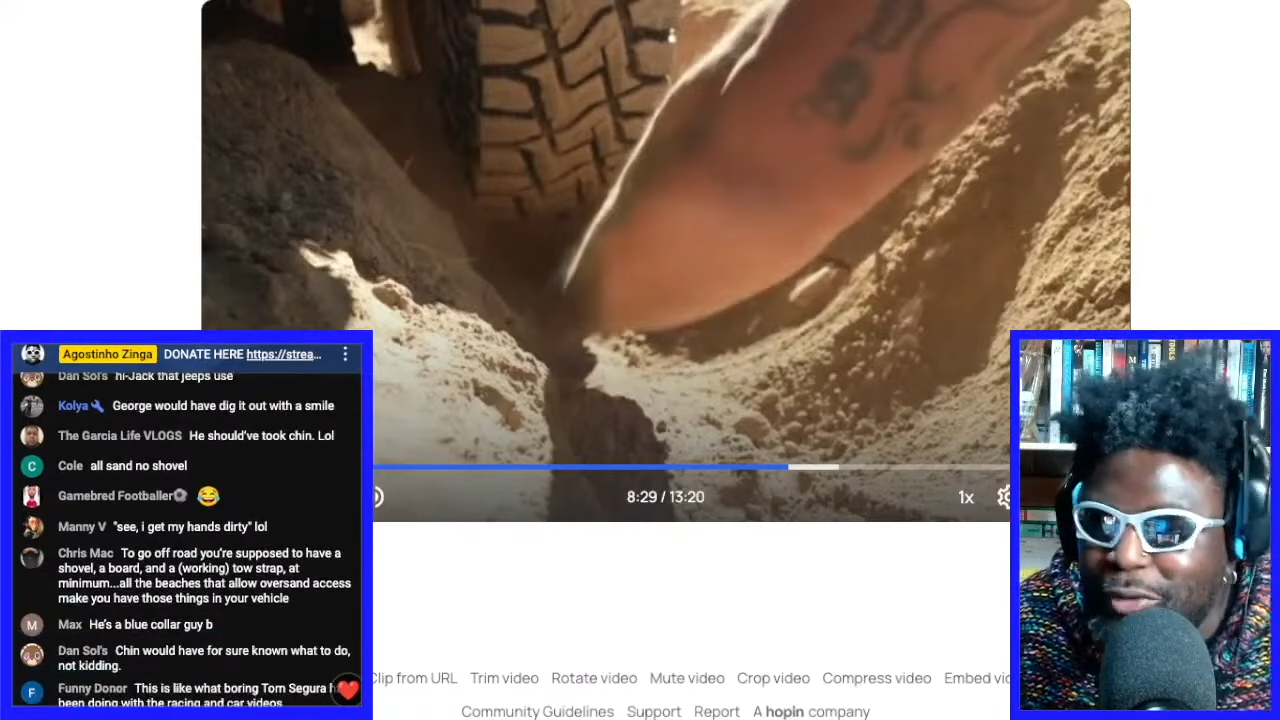 Agostinho Zinga DONATE HERE https://strea...
Dan Sol's hi-Jack that jeeps use
Kolya George would have dig it out with a smile
The Garcia Life VLOGS He should've took chin. Lol
C Cole all sand no shovel
Gamebred Footballer
Manny V "see, i get my hands dirty" lol
Chris Mac To go off road you're supposed to have a
shovel, a board, and a (working) tow strap, at
minimum...all the beaches that allow oversand access
make you have those things in your vehicle
M Max He's a blue collar guy b
Dan Sol's Chin would have for sure known what to do,
not kidding.
F Funny Donor This is like what boring Tom Segura
been doing with the racing and car videos
8:29 / 13:20
1x
Clip from URL Trim video Rotate video Mute video Crop video Compress video Embed
Community Guidelines Support Report A hopin company